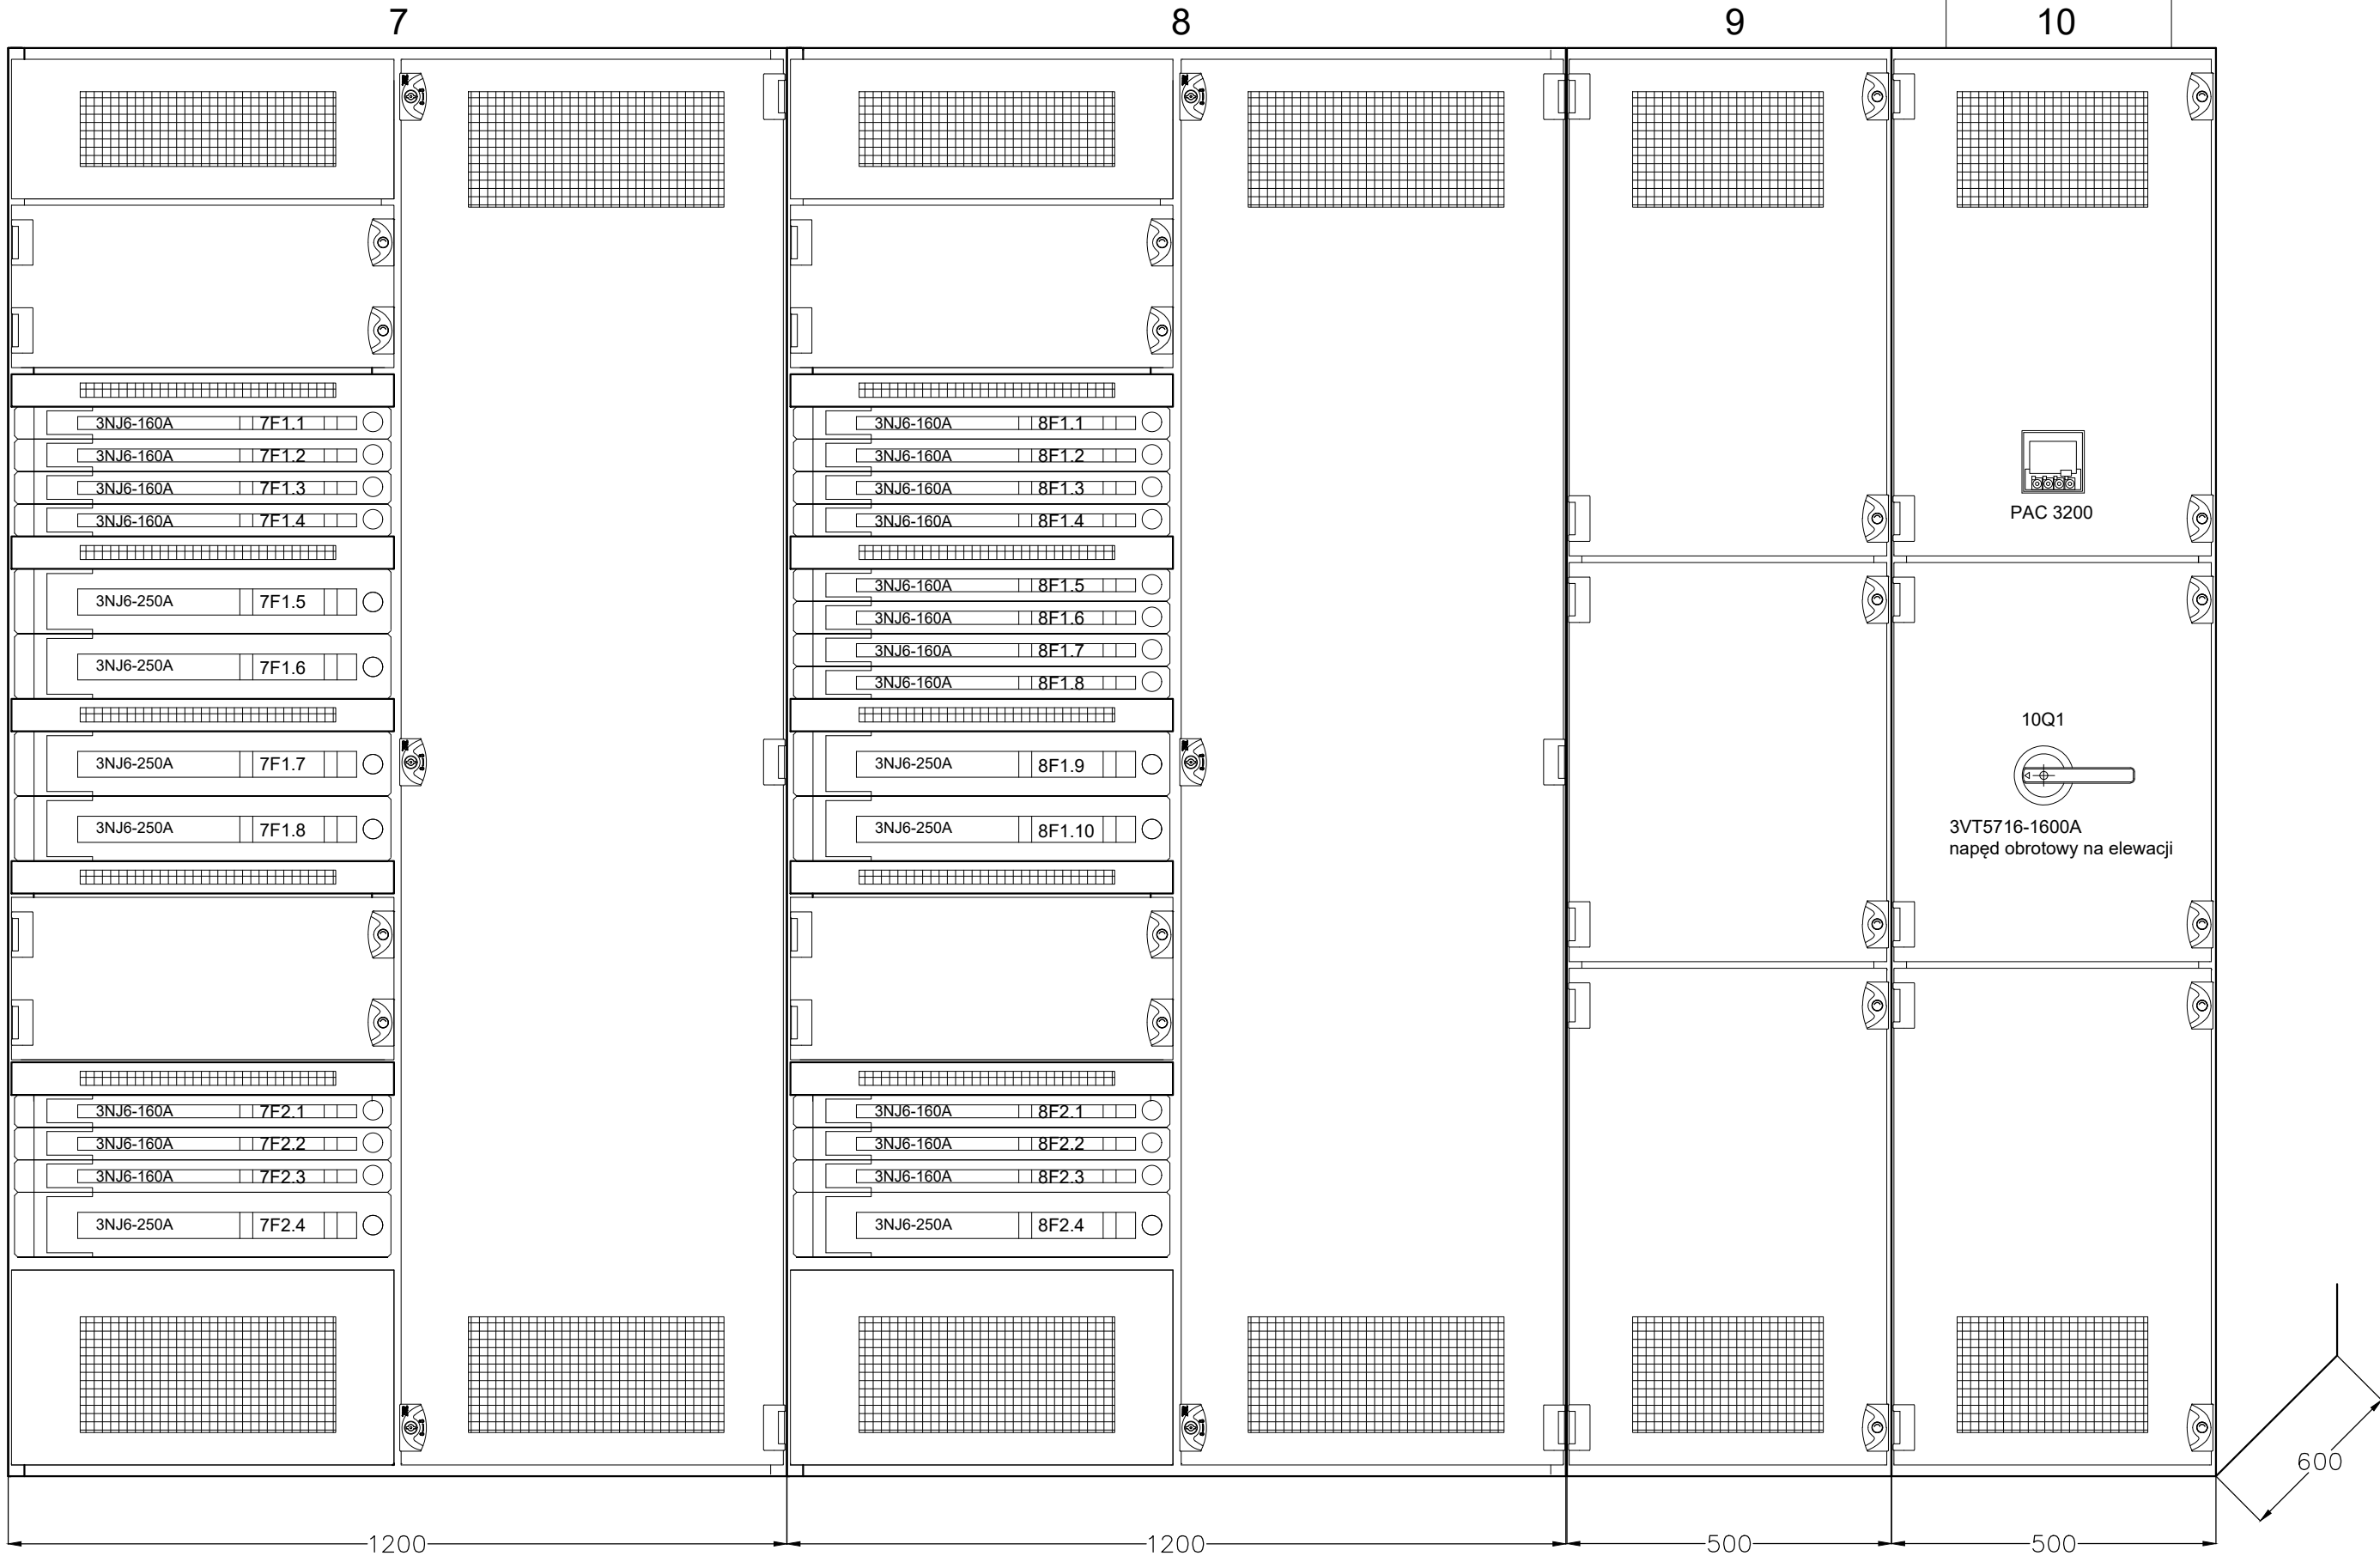 7
8
9
10
3NJ6-160A 7F1.1
3NJ6-160A 7F1.2
3NJ6-160A 7F1.3
3NJ6-160A 7F1.4
3NJ6-250A 7F1.5
3NJ6-250A 7F1.6
3NJ6-250A 7F1.7
3NJ6-250A 7F1.8
3NJ6-160A 7F2.1
3NJ6-160A 7F2.2
3NJ6-160A 7F2.3
3NJ6-250A 7F2.4
3NJ6-160A 8F1.1
3NJ6-160A 8F1.2
3NJ6-160A 8F1.3
3NJ6-160A 8F1.4
3NJ6-160A 8F1.5
3NJ6-160A 8F1.6
3NJ6-160A 8F1.7
3NJ6-160A 8F1.8
3NJ6-250A 8F1.9
3NJ6-250A 8F1.10
3NJ6-160A 8F2.1
3NJ6-160A 8F2.2
3NJ6-160A 8F2.3
3NJ6-250A 8F2.4
PAC 3200
10Q1
3VT5716-1600A
napęd obrotowy na elewacji
1200
1200
500
500
600